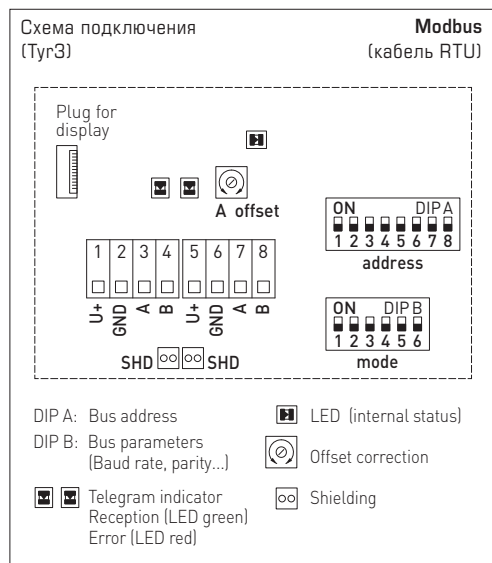 Схема подключения
(Tyr3)
Modbus
(кабель RTU)
Plug for
display
A offset
ON DIP A
1 2 3 4 5 6 7 8
address
1 2 3 4 5 6 7 8
U+ GND A B U+ GND A B
ON DIP B
1 2 3 4 5 6
mode
SHD SHD
DIP A: Bus address
DIP B: Bus parameters
(Baud rate, parity...)
Telegram indicator
Reception (LED green)
Error (LED red)
LED (internal status)
Offset correction
Shielding